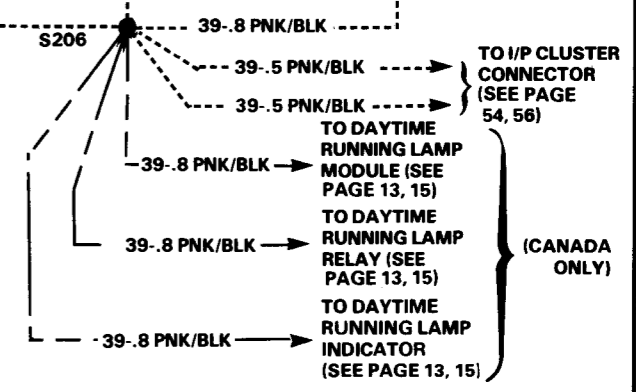 39-.8 PNK/BLK
S206
39-.5 PNK/BLK
39-.5 PNK/BLK
TO I/P CLUSTER
CONNECTOR
(SEE PAGE
54, 56)
39-.8 PNK/BLK
TO DAYTIME
RUNNING LAMP
MODULE (SEE
PAGE 13, 15)
39-.8 PNK/BLK
TO DAYTIME
RUNNING LAMP
RELAY (SEE
PAGE 13, 15)
(CANADA
ONLY)
39-.8 PNK/BLK
TO DAYTIME
RUNNING LAMP
INDICATOR
(SEE PAGE 13, 15)